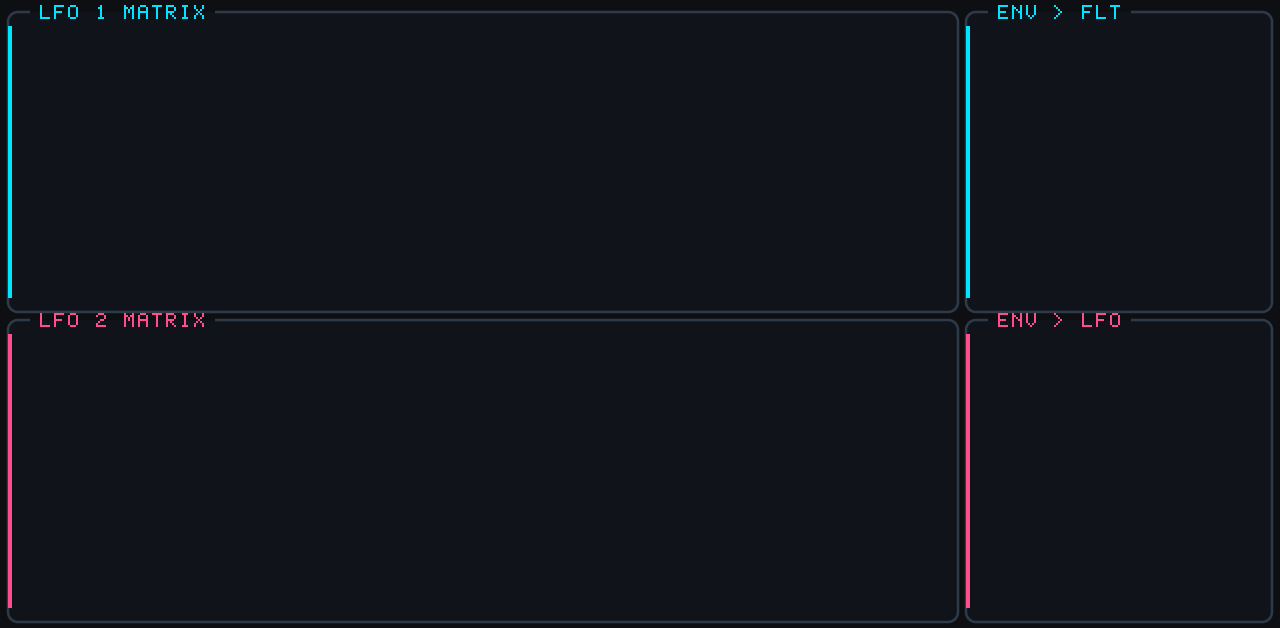 LFO 1 MATRIX
ENV > FLT
LFO 2 MATRIX
ENV > LFO